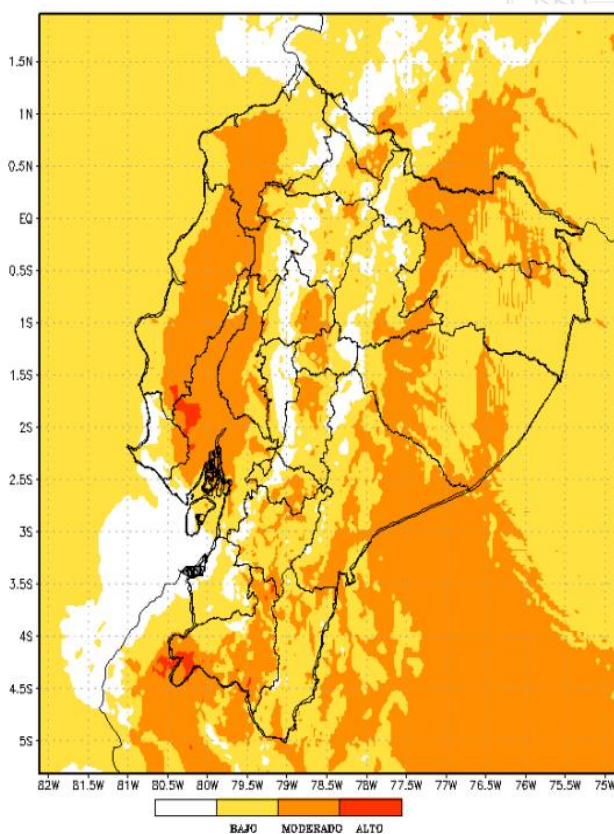 1.5N
1N
0.5N
EQ
0.5S
1S
1.5S
2S
2.5S
3S
3.5S
4S
4.5S
5S
82W 81.5W 81W 80.5W 80W 79.5W 79W 78.5W 78W 77.5W 77W 76.5W 76W 75.5W 75W
BAJO MODERADO ALTO